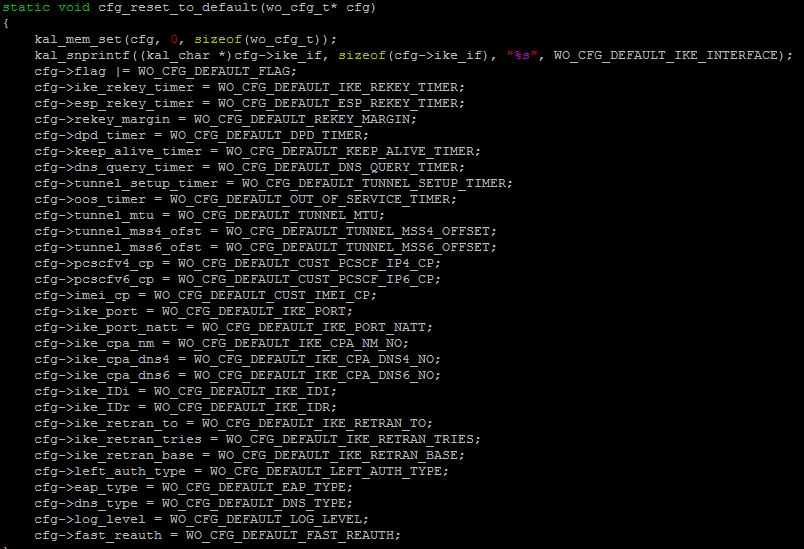 static void cfg_reset_to_default(wo_cfg_t* cfg)
{
    kal_mem_set(cfg, 0, sizeof(wo_cfg_t));
    kal_snprintf((kal_char *)cfg->ike_if, sizeof(cfg->ike_if), "%s", WO_CFG_DEFAULT_IKE_INTERFACE);
    cfg->flag |= WO_CFG_DEFAULT_FLAG;
    cfg->ike_rekey_timer = WO_CFG_DEFAULT_IKE_REKEY_TIMER;
    cfg->esp_rekey_timer = WO_CFG_DEFAULT_ESP_REKEY_TIMER;
    cfg->rekey_margin = WO_CFG_DEFAULT_REKEY_MARGIN;
    cfg->dpd_timer = WO_CFG_DEFAULT_DPD_TIMER;
    cfg->keep_alive_timer = WO_CFG_DEFAULT_KEEP_ALIVE_TIMER;
    cfg->dns_query_timer = WO_CFG_DEFAULT_DNS_QUERY_TIMER;
    cfg->tunnel_setup_timer = WO_CFG_DEFAULT_TUNNEL_SETUP_TIMER;
    cfg->oos_timer = WO_CFG_DEFAULT_OUT_OF_SERVICE_TIMER;
    cfg->tunnel_mtu = WO_CFG_DEFAULT_TUNNEL_MTU;
    cfg->tunnel_mss4_ofst = WO_CFG_DEFAULT_TUNNEL_MSS4_OFFSET;
    cfg->tunnel_mss6_ofst = WO_CFG_DEFAULT_TUNNEL_MSS6_OFFSET;
    cfg->pcscfv4_cp = WO_CFG_DEFAULT_CUST_PCSCF_IP4_CP;
    cfg->pcscfv6_cp = WO_CFG_DEFAULT_CUST_PCSCF_IP6_CP;
    cfg->imei_cp = WO_CFG_DEFAULT_CUST_IMEI_CP;
    cfg->ike_port = WO_CFG_DEFAULT_IKE_PORT;
    cfg->ike_port_natt = WO_CFG_DEFAULT_IKE_PORT_NATT;
    cfg->ike_cpa_nm = WO_CFG_DEFAULT_IKE_CPA_NM_NO;
    cfg->ike_cpa_dns4 = WO_CFG_DEFAULT_IKE_CPA_DNS4_NO;
    cfg->ike_cpa_dns6 = WO_CFG_DEFAULT_IKE_CPA_DNS6_NO;
    cfg->ike_IDi = WO_CFG_DEFAULT_IKE_IDI;
    cfg->ike_IDr = WO_CFG_DEFAULT_IKE_IDR;
    cfg->ike_retran_to = WO_CFG_DEFAULT_IKE_RETRAN_TO;
    cfg->ike_retran_tries = WO_CFG_DEFAULT_IKE_RETRAN_TRIES;
    cfg->ike_retran_base = WO_CFG_DEFAULT_IKE_RETRAN_BASE;
    cfg->left_auth_type = WO_CFG_DEFAULT_LEFT_AUTH_TYPE;
    cfg->eap_type = WO_CFG_DEFAULT_EAP_TYPE;
    cfg->dns_type = WO_CFG_DEFAULT_DNS_TYPE;
    cfg->log_level = WO_CFG_DEFAULT_LOG_LEVEL;
    cfg->fast_reauth = WO_CFG_DEFAULT_FAST_REAUTH;